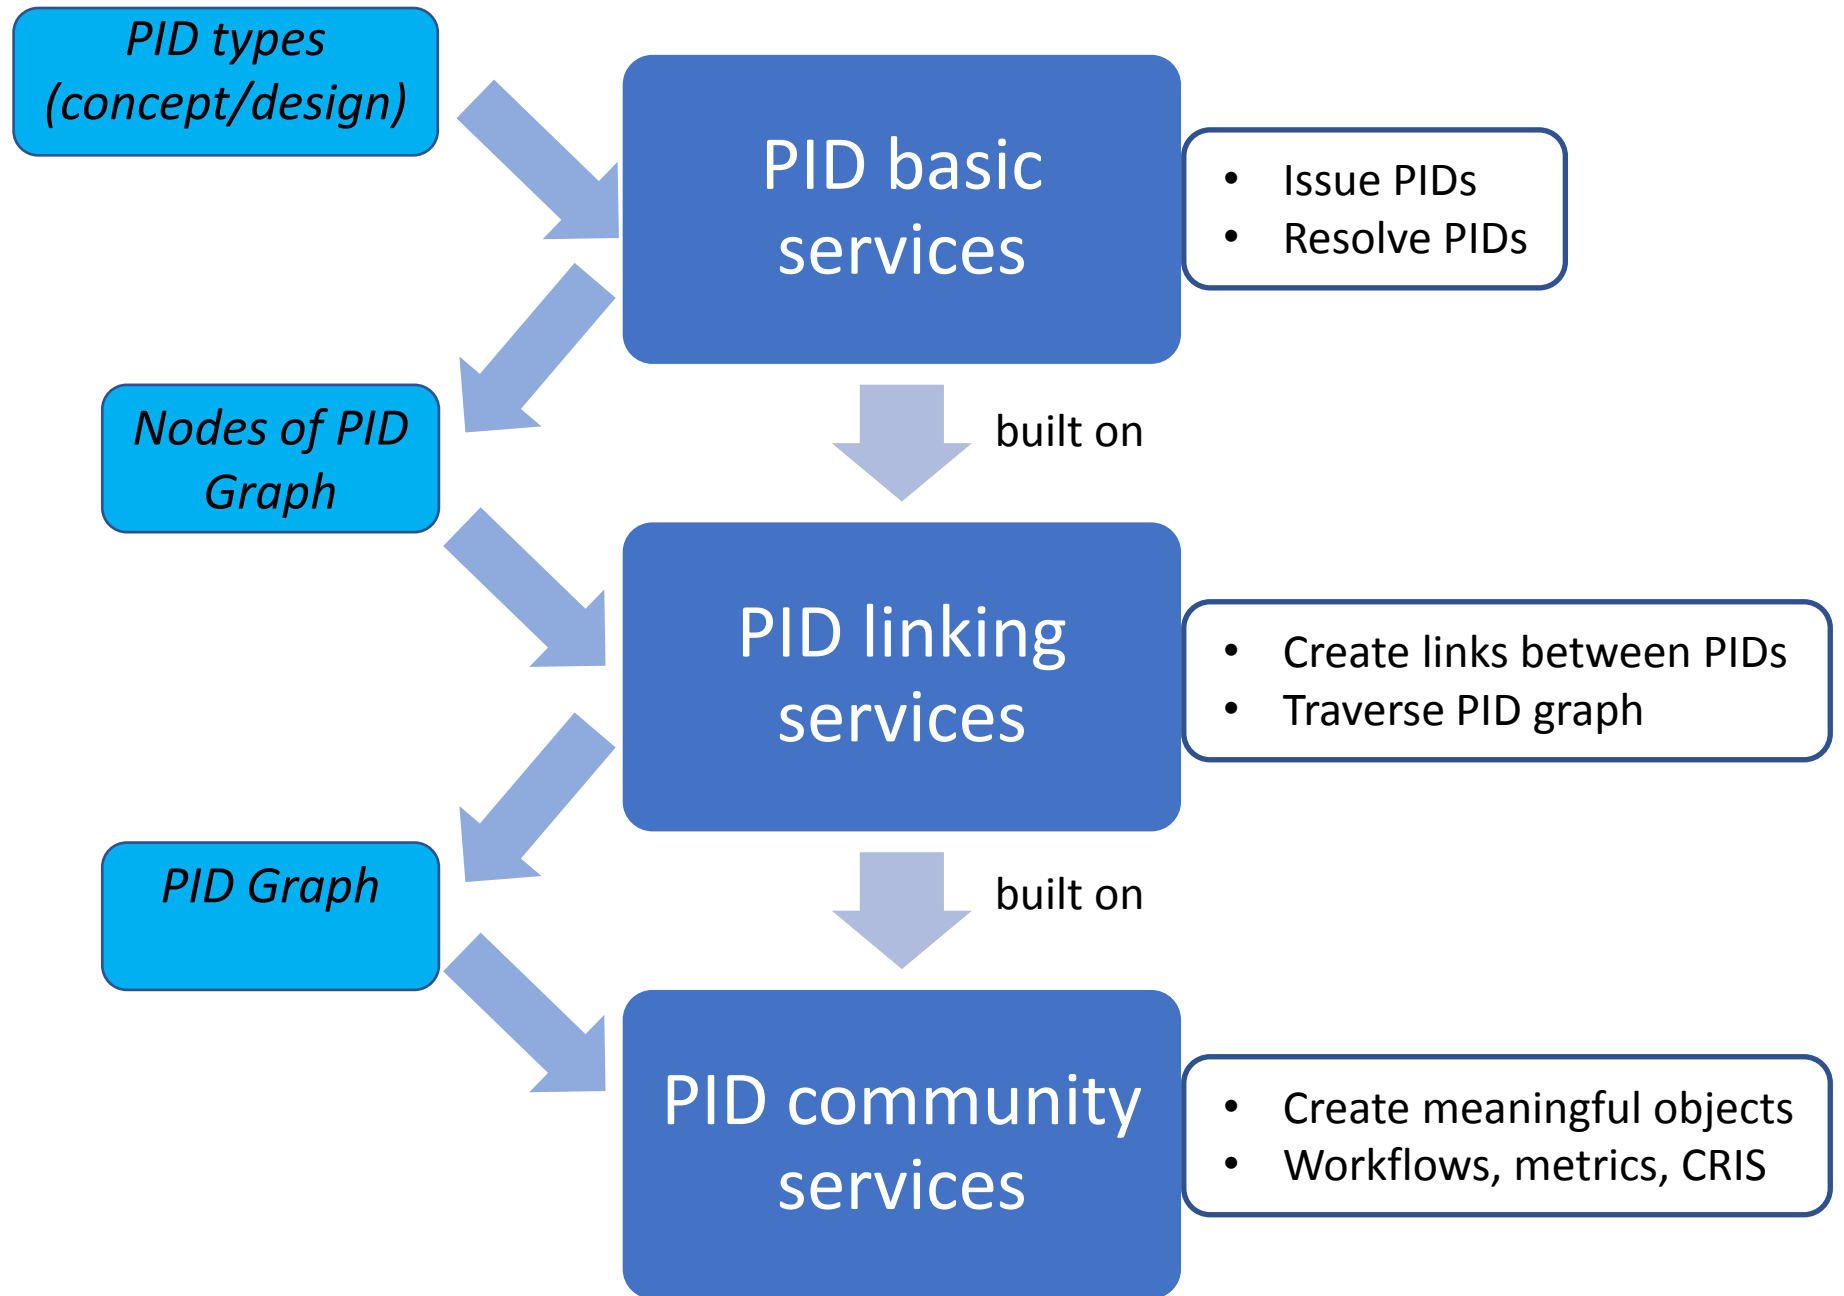 PID types
(concept/design)
PID basic
services
• Issue PIDs
• Resolve PIDs
built on
Nodes of PID
Graph
PID linking
services
• Create links between PIDs
• Traverse PID graph
built on
PID Graph
PID community
services
• Create meaningful objects
• Workflows, metrics, CRIS